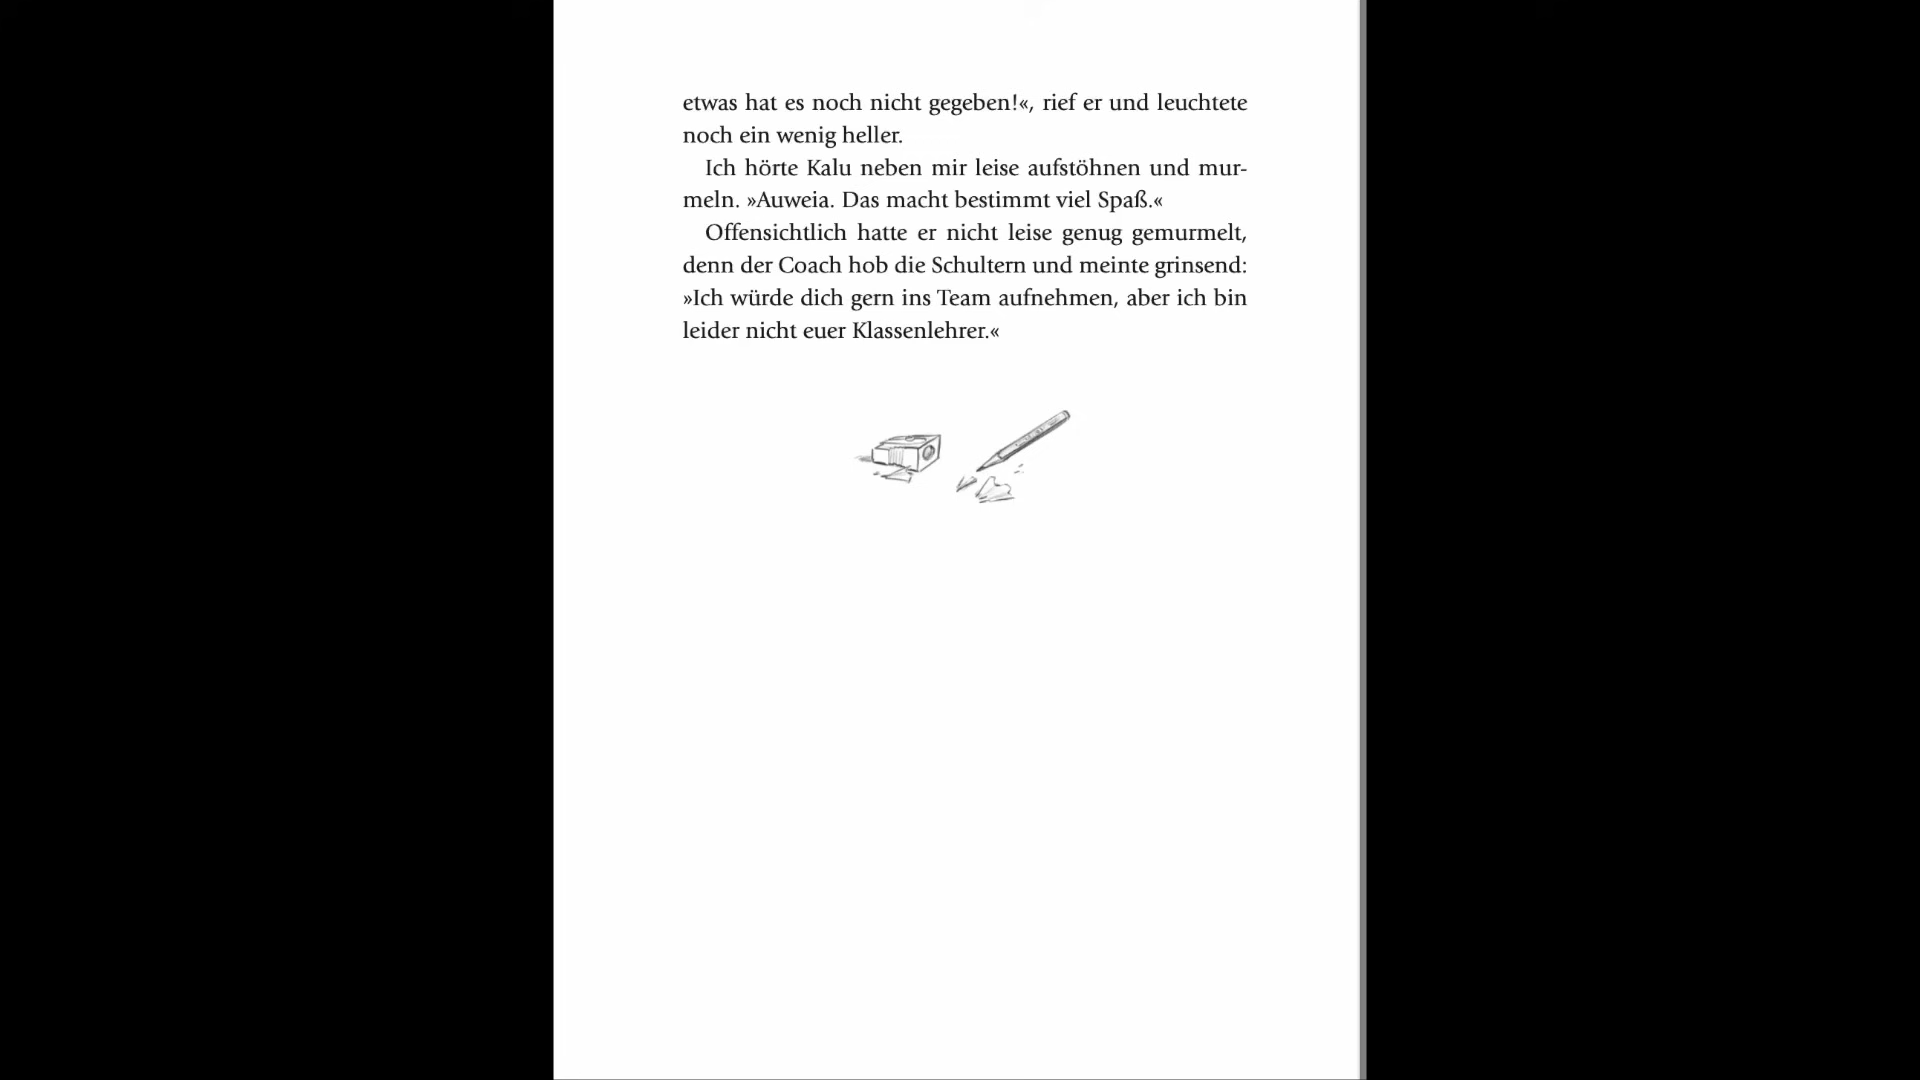 etwas hat es noch nicht gegeben!«, rief er und leuchtete
noch ein wenig heller.
Ich hörte Kalu neben mir leise aufstöhnen und mur-
meln. »Auweia. Das macht bestimmt viel Spaß.«
Offensichtlich hatte er nicht leise genug gemurmelt,
denn der Coach hob die Schultern und meinte grinsend:
»Ich würde dich gern ins Team aufnehmen, aber ich bin
leider nicht euer Klassenlehrer.«